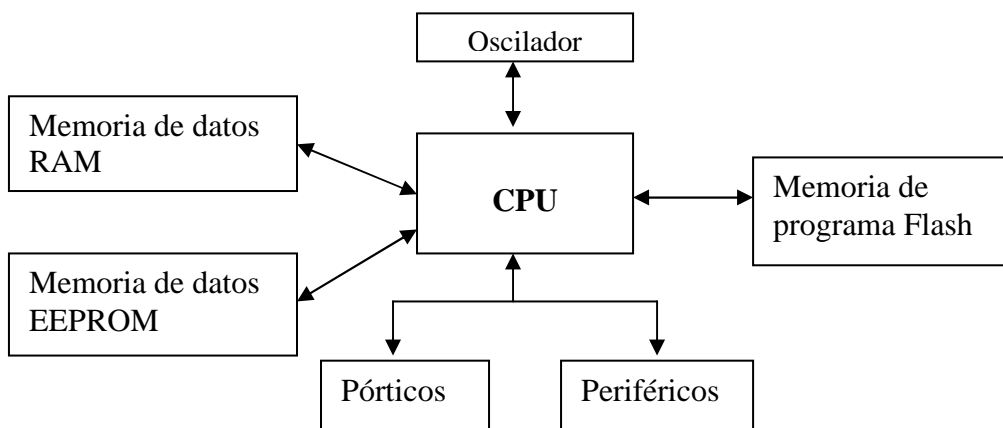 Oscilador
Memoria de datos
RAM
CPU
Memoria de
programa Flash
Memoria de datos
EEPROM
Pórticos
Periféricos